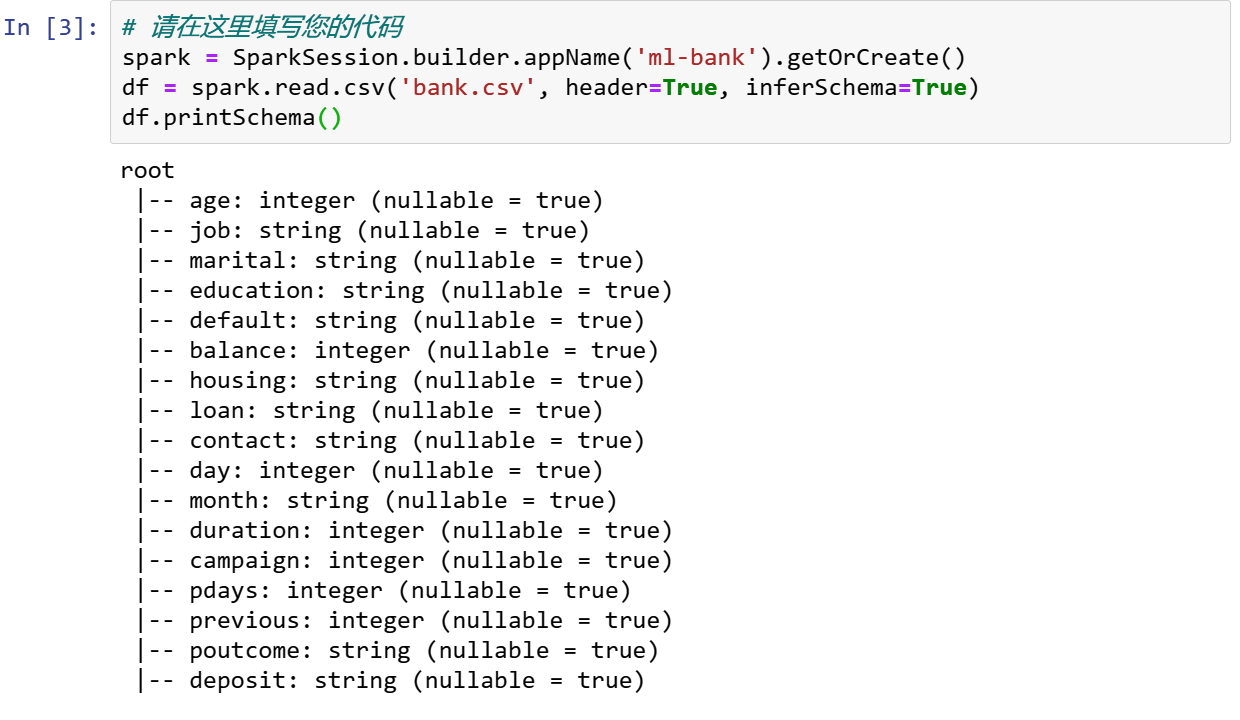 In [3]:
# 请在这里填写您的代码
spark = SparkSession.builder.appName('ml-bank').getOrCreate()
df = spark.read.csv('bank.csv', header=True, inferSchema=True)
df.printSchema()
root
 |-- age: integer (nullable = true)
 |-- job: string (nullable = true)
 |-- marital: string (nullable = true)
 |-- education: string (nullable = true)
 |-- default: string (nullable = true)
 |-- balance: integer (nullable = true)
 |-- housing: string (nullable = true)
 |-- loan: string (nullable = true)
 |-- contact: string (nullable = true)
 |-- day: integer (nullable = true)
 |-- month: string (nullable = true)
 |-- duration: integer (nullable = true)
 |-- campaign: integer (nullable = true)
 |-- pdays: integer (nullable = true)
 |-- previous: integer (nullable = true)
 |-- poutcome: string (nullable = true)
 |-- deposit: string (nullable = true)